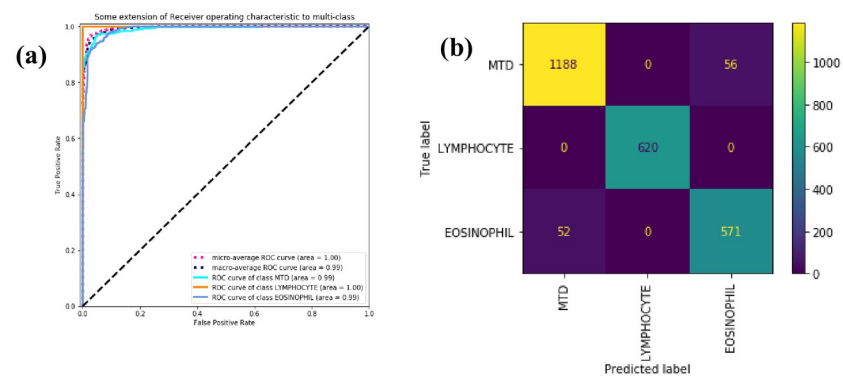 (a)
Some extension of Receiver operating characteristic to multi-class
True Positive Rate
1.0
0.8
0.6
0.4
0.2
0.0
micro-average ROC curve (area = 1.00)
macro-average ROC curve (area = 0.99)
ROC curve of class MTD (area = 0.99)
ROC curve of class LYMPHOCYTE (area = 1.00)
ROC curve of class EOSINOPHIL (area = 0.99)
0.0 0.2 0.4 0.6 0.8 1.0
False Positive Rate
(b)
True label
MTD 1188 0 56
LYMPHOCYTE 0 620 0
EOSINOPHIL 52 0 571
MTD
LYMPHOCYTE
EOSINOPHIL
Predicted label
1000
800
600
400
200
0